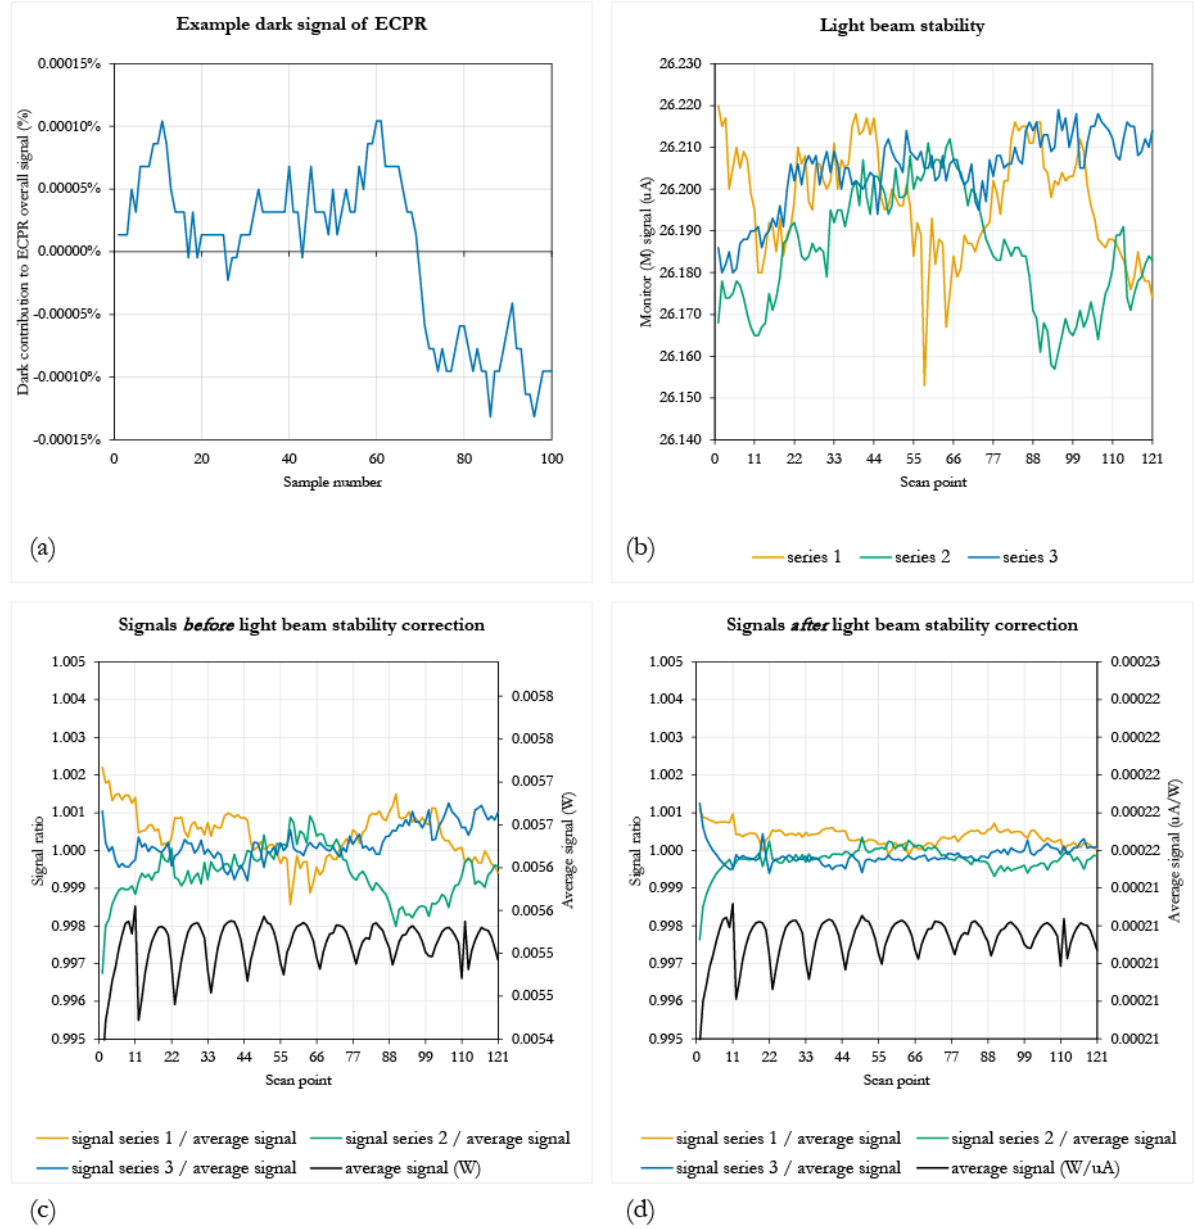 Example dark signal of ECPR
Dark contribution to ECPR overall signal (%)
0.00015%
0.00010%
0.00005%
0.00000%
-0.00005%
-0.00010%
-0.00015%
0 20 40 60 80 100
Sample number
(a)
Light beam stability
Monitor (M) signal (uA)
26.230
26.220
26.210
26.200
26.190
26.180
26.170
26.160
26.150
26.140
0 11 22 33 44 55 66 77 88 99 110 121
Scan point
series 1 series 2 series 3
(b)
Signals before light beam stability correction
Signal ratio
1.005
1.004
1.003
1.002
1.001
1.000
0.999
0.998
0.997
0.996
0.995
0.0058
0.0058
0.0057
0.0057
0.0056
0.0056
0.0055
0.0055
0.0054
Average signal (W)
0 11 22 33 44 55 66 77 88 99 110 121
Scan point
signal series 1 / average signal signal series 2 / average signal
signal series 3 / average signal average signal (W)
(c)
Signals after light beam stability correction
Signal ratio
1.005
1.004
1.003
1.002
1.001
1.000
0.999
0.998
0.997
0.996
0.995
0.00023
0.00022
0.00022
0.00022
0.00022
0.00022
0.00021
0.00021
0.00021
0.00021
0.00021
Average signal (uA/W)
0 11 22 33 44 55 66 77 88 99 110 121
Scan point
signal series 1 / average signal signal series 2 / average signal
signal series 3 / average signal average signal (W/uA)
(d)